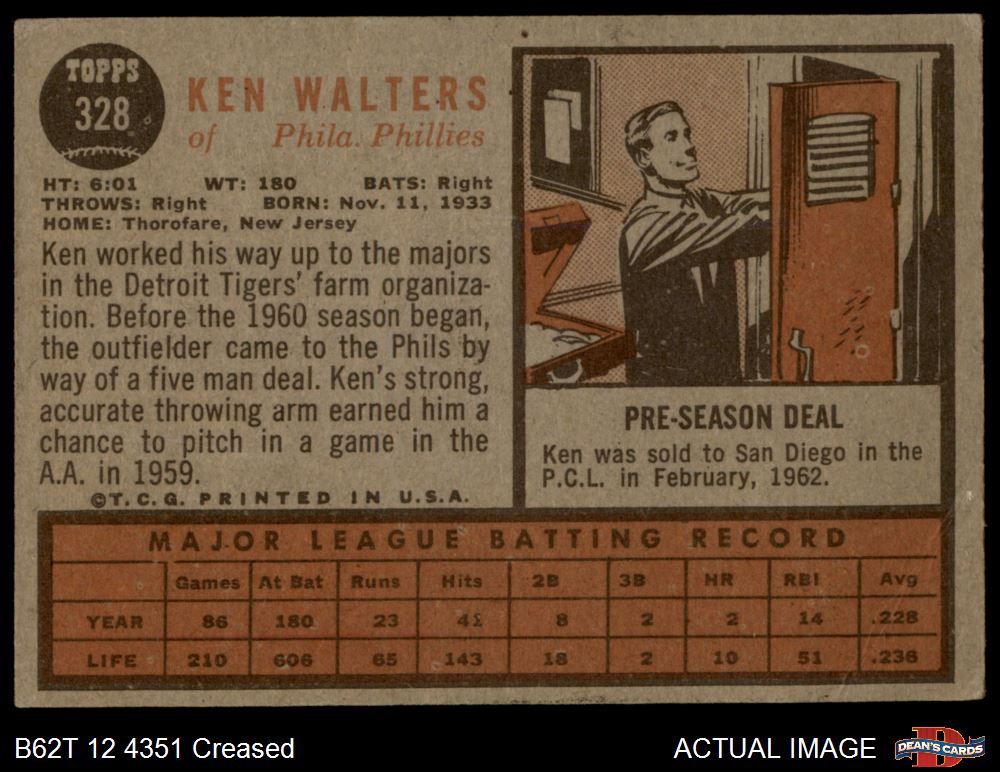 TOPPS
328
KEN WALTERS
of Phila. Phillies
HT: 6:01 WT: 180 BATS: Right
THROWS: Right BORN: Nov. 11, 1933
HOME: Thorofare, New Jersey
Ken worked his way up to the majors
in the Detroit Tigers' farm organiza-
tion. Before the 1960 season began,
the outfielder came to the Phils by
way of a five man deal. Ken's strong,
accurate throwing arm earned him a
chance to pitch in a game in the
A.A. in 1959.
©T.C.G. PRINTED IN U.S.A.
PRE-SEASON DEAL
Ken was sold to San Diego in the
P.C.L. in February, 1962.
MAJOR LEAGUE BATTING RECORD
Games At Bat Runs Hits 2B 3B HR RBI Avg
YEAR 86 180 23 41 8 2 2 14 .228
LIFE 210 606 65 143 18 2 10 51 .236
B62T 12 4351 Creased
ACTUAL IMAGE
DEAN'S CARDS